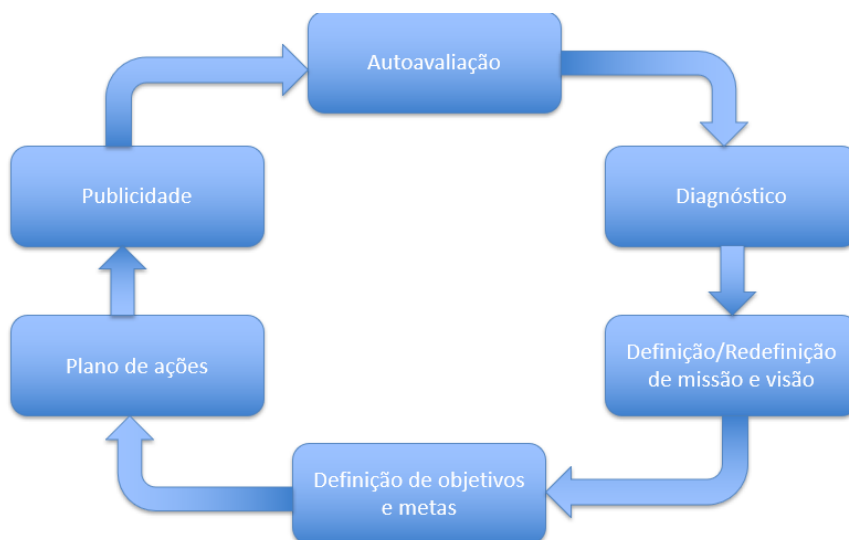 Autoavaliação
Diagnóstico
Definição/Redefinição
de missão e visão
Definição de objetivos
e metas
Plano de ações
Publicidade